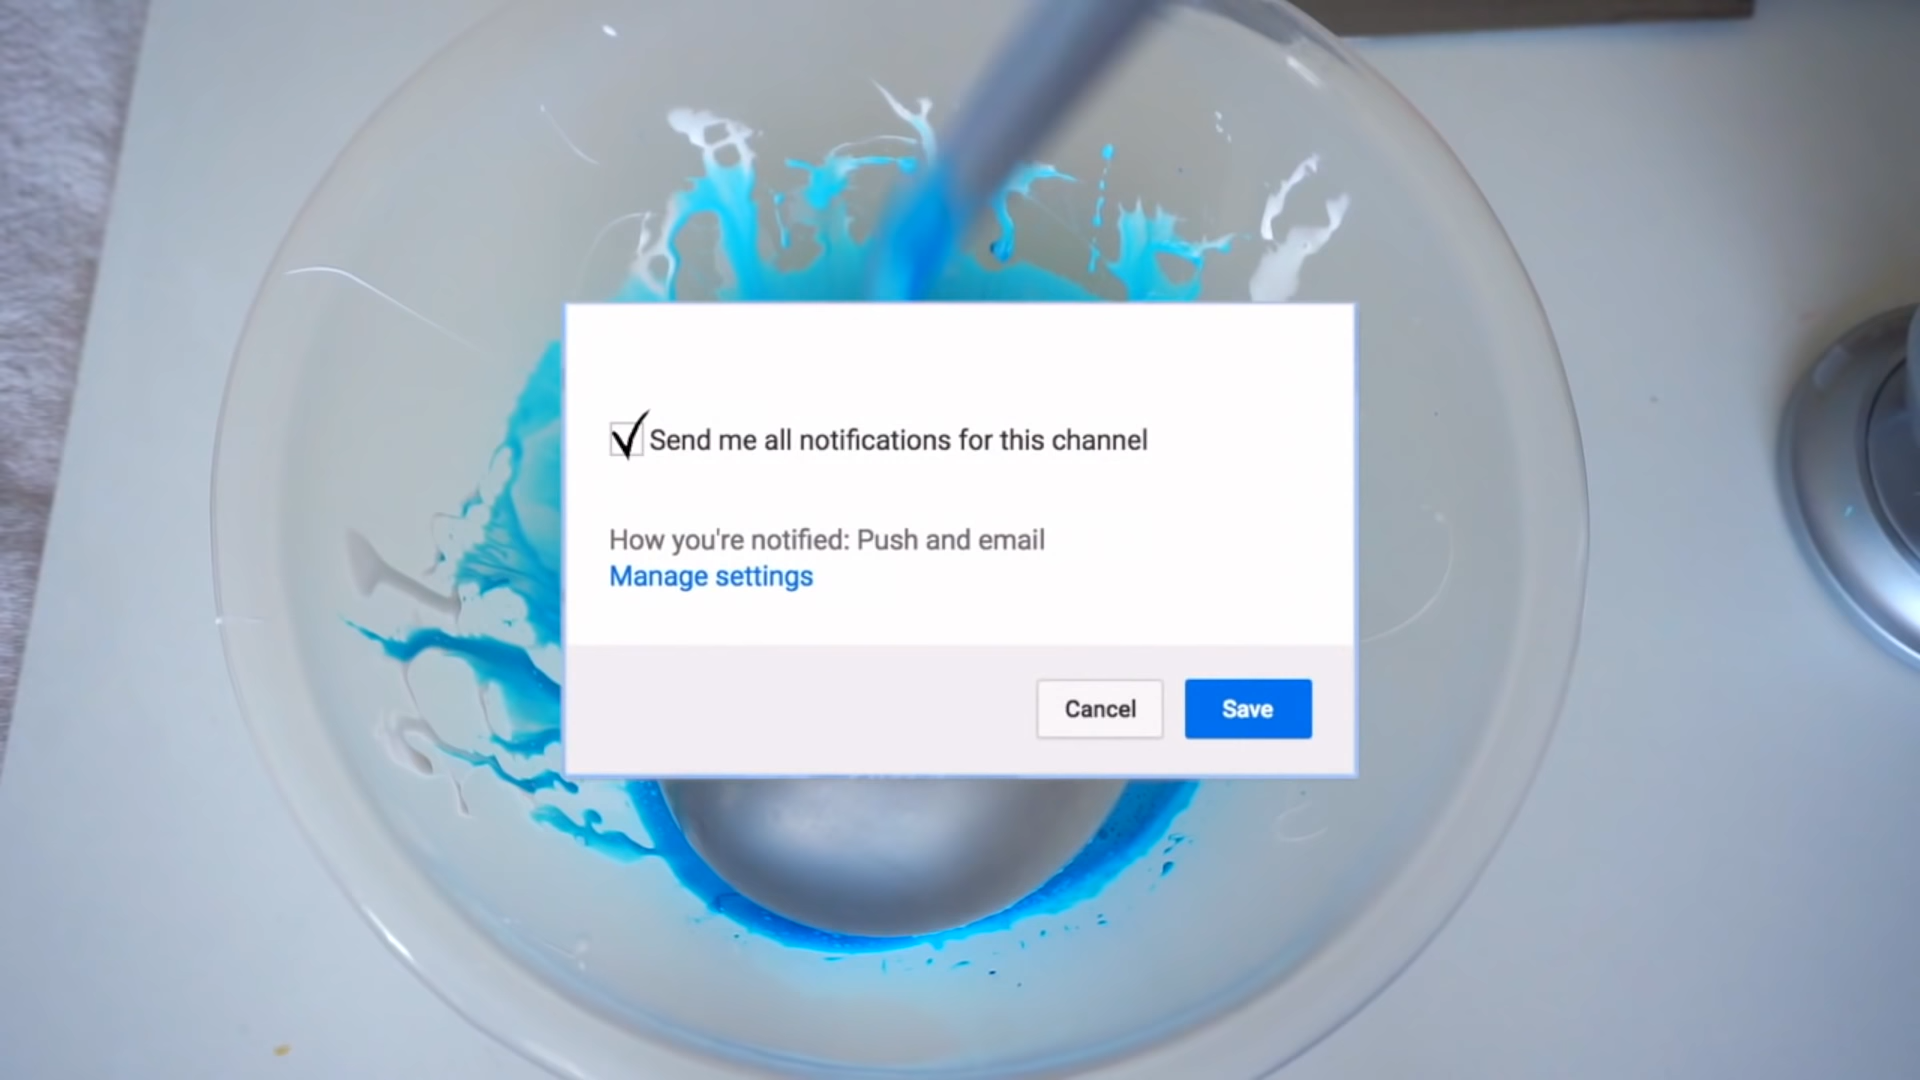 Send me all notifications for this channel
How you're notified: Push and email
Manage settings
Cancel
Save